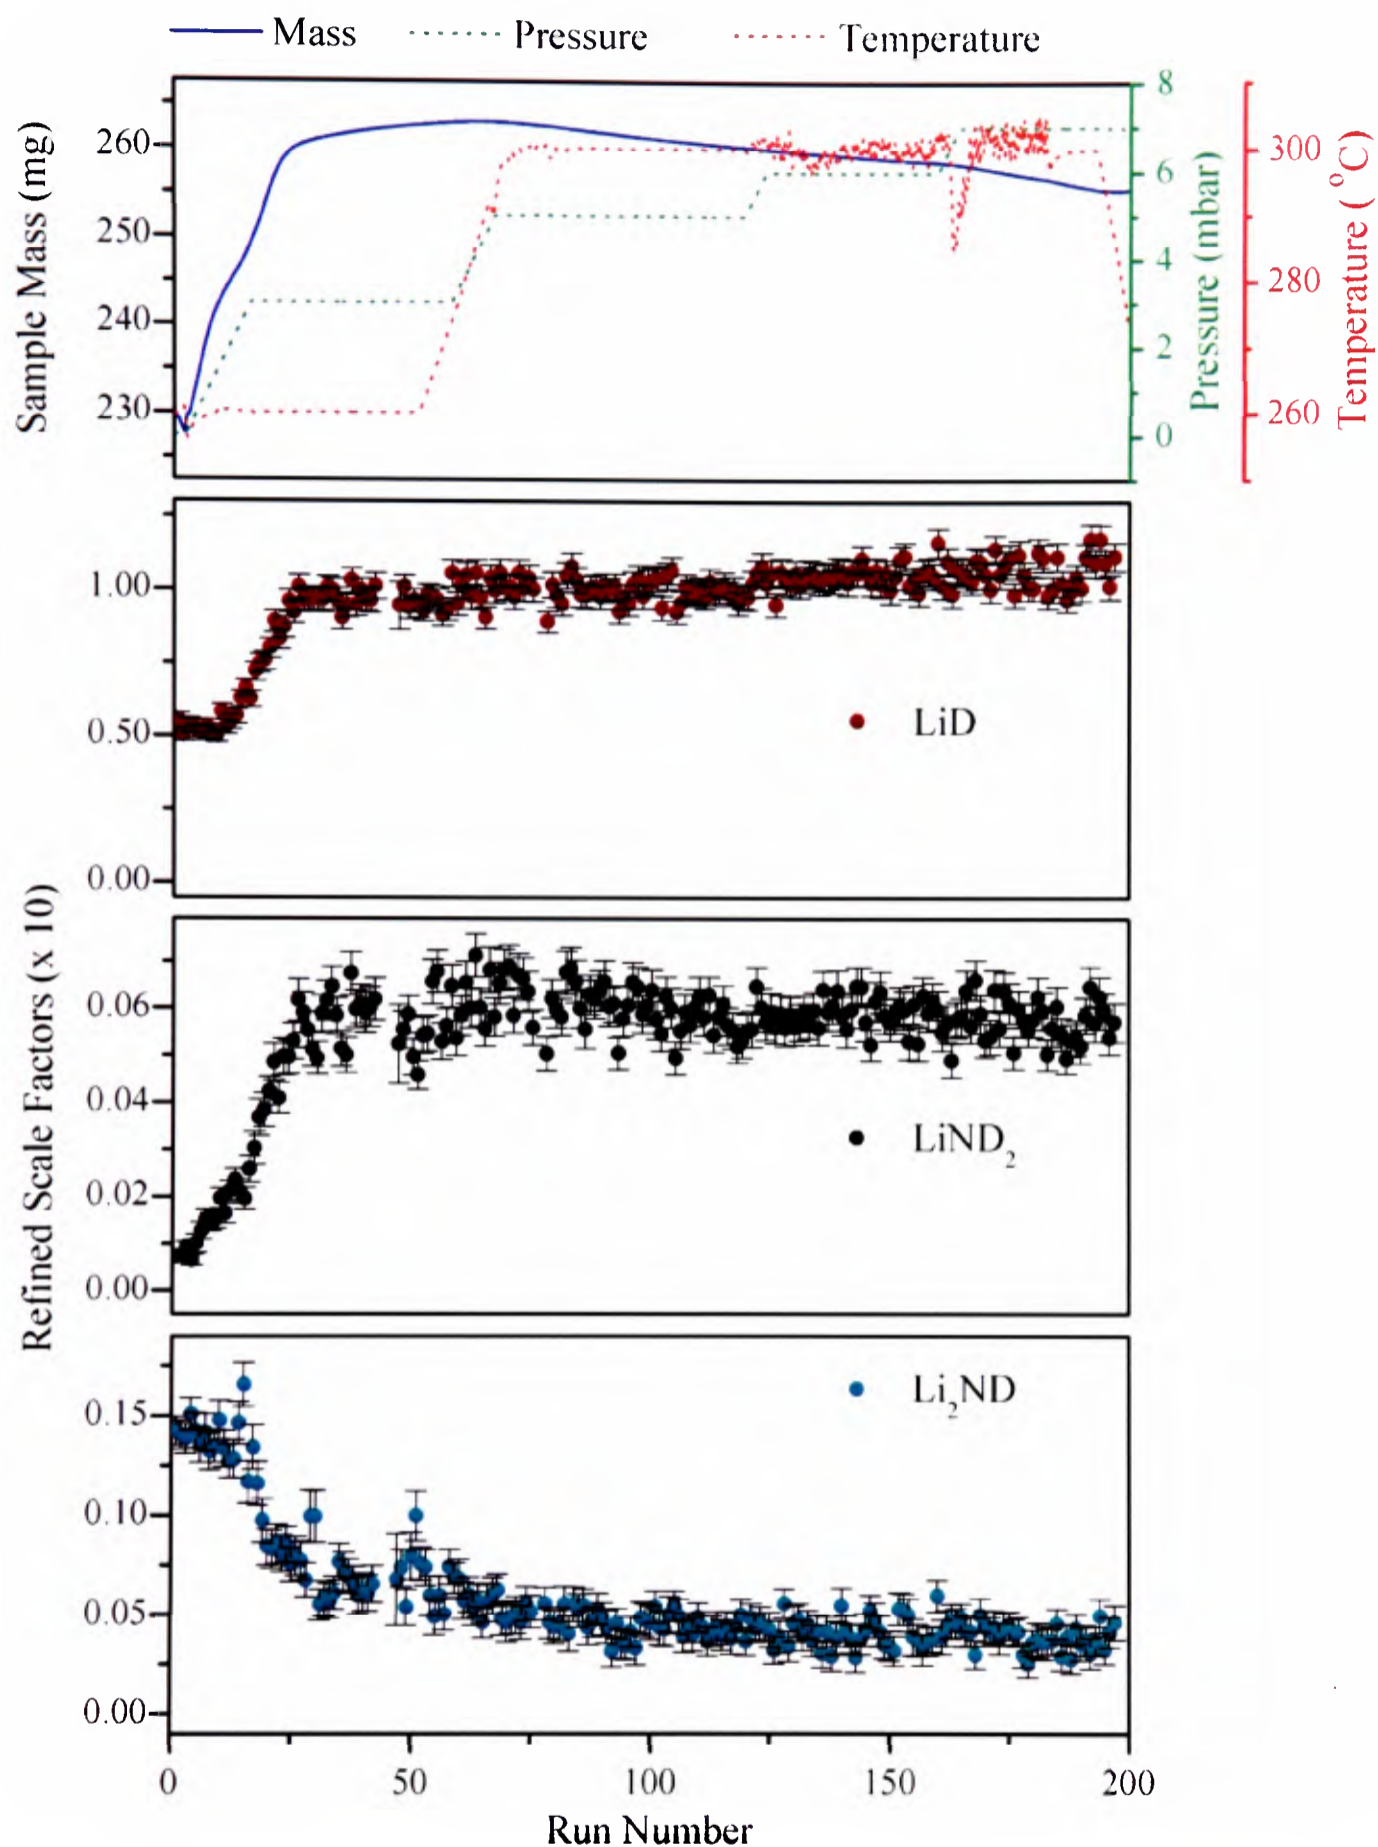 Mass Pressure Temperature
Sample Mass (mg)
260
250
240
230
8
6
4
2
0
Pressure (mbar)
300
280
260
Temperature (°C)
1.00
0.50
0.00
LiD
Refined Scale Factors (x 10)
0.06
0.04
0.02
0.00
LiND₂
0.15
0.10
0.05
0.00
Li₂ND
0 50 100 150 200
Run Number